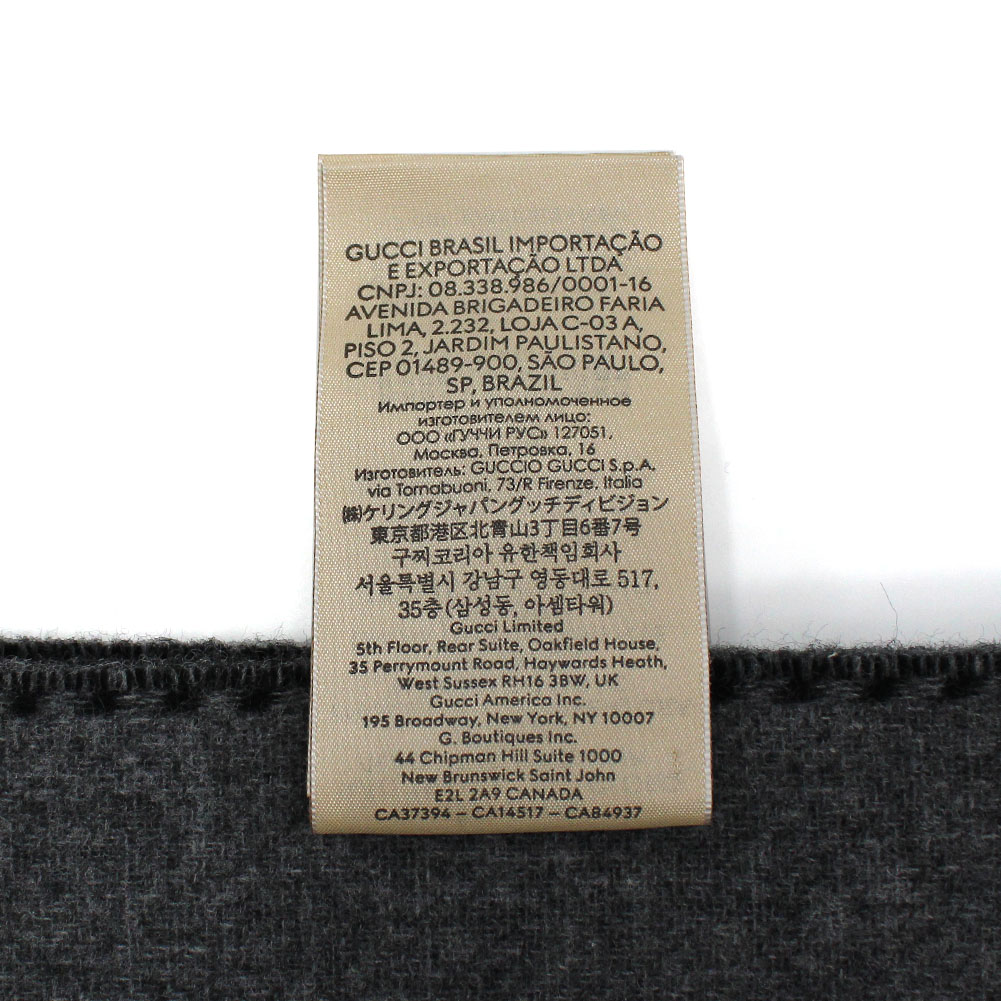 GUCCI BRASIL IMPORTAÇÃO
E EXPORTAÇÃO LTDA
CNPJ: 08.338.986/0001-16
AVENIDA BRIGADEIRO FARIA
LIMA, 2.232, LOJA C-03 A,
PISO 2, JARDIM PAULISTANO,
CEP 01489-900, SÃO PAULO,
SP, BRAZIL
Импортер и уполномоченное
изготовителем лицо:
ООО «ГУЧЧИ РУС» 127051,
Москва, Петровка, 16
Изготовитель: GUCCIO GUCCI S.p.A.
via Tornabuoni, 73/R Firenze, Italia
㈱ケリングジャパングッチディビジョン
東京都港区北青山3丁目6番7号
구찌코리아 유한책임회사
서울특별시 강남구 영동대로 517,
35층(삼성동, 아셈타워)
Gucci Limited
5th Floor, Rear Suite, Oakfield House,
35 Perrymount Road, Haywards Heath,
West Sussex RH16 3BW, UK
Gucci America Inc.
195 Broadway, New York, NY 10007
G. Boutiques Inc.
44 Chipman Hill Suite 1000
New Brunswick Saint John
E2L 2A9 CANADA
CA37394 – CA14517 – CA84937